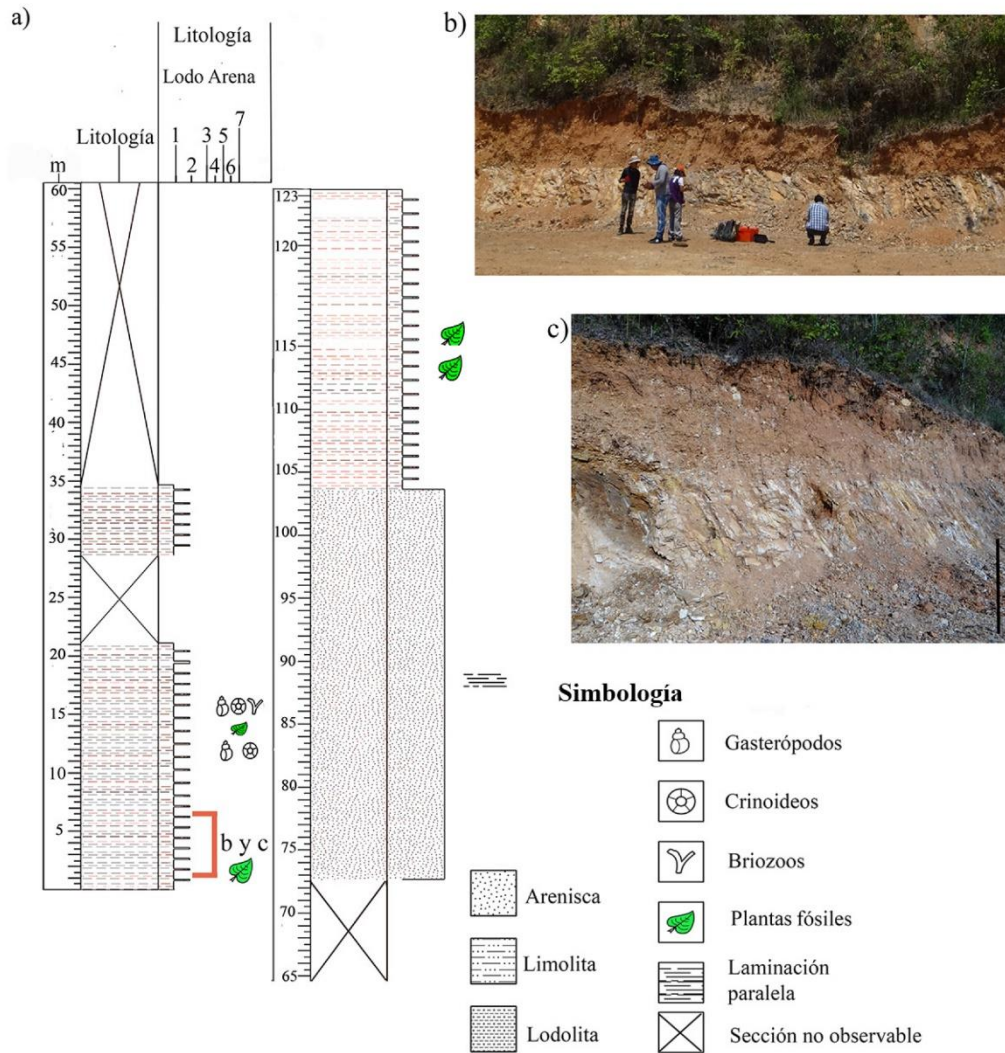 a)
Litología
Lodo Arena
Litología
m
1
2
3
4
5
6
7
60
55
50
45
40
35
30
25
20
15
10
5
b y c
123
120
115
110
105
100
95
90
85
80
75
70
65
b)
c)
Simbología
Arenisca
Limolita
Lodolita
Gasterópodos
Crinoideos
Briozoos
Plantas fósiles
Laminación
paralela
Sección no observable